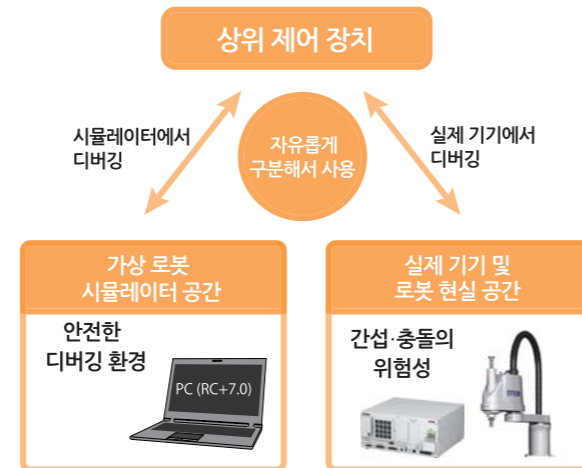 상위 제어 장치
시뮬레이터에서
디버깅
자유롭게
구분해서 사용
실제 기기에서
디버깅
가상 로봇
시뮬레이터 공간
안전한
디버깅 환경
PC (RC+7.0)
실제 기기 및
로봇 현실 공간
간섭·충돌의
위험성
EPSON